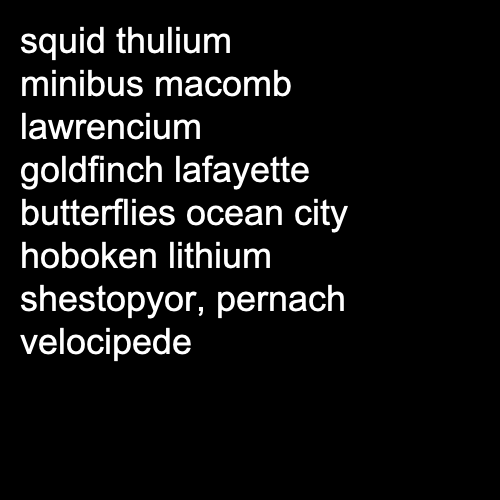 squid thulium
minibus macomb
lawrencium
goldfinch lafayette
butterflies ocean city
hoboken lithium
shestopyor, pernach
velocipede